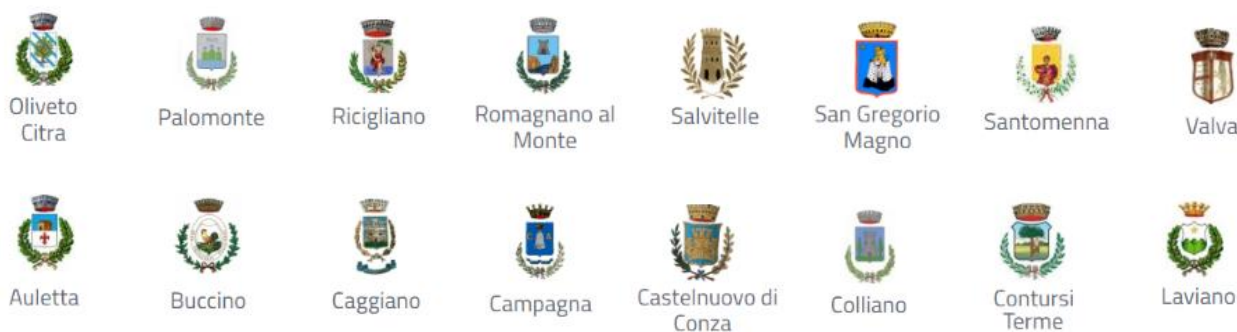 Oliveto
Citra
Palomonte
Ricigliano
Romagnano al
Monte
Salvitelle
San Gregorio
Magno
Santomenna
Valva
Auletta
Buccino
Caggiano
Campagna
Castelnuovo di
Conza
Colliano
Contursi
Terme
Laviano